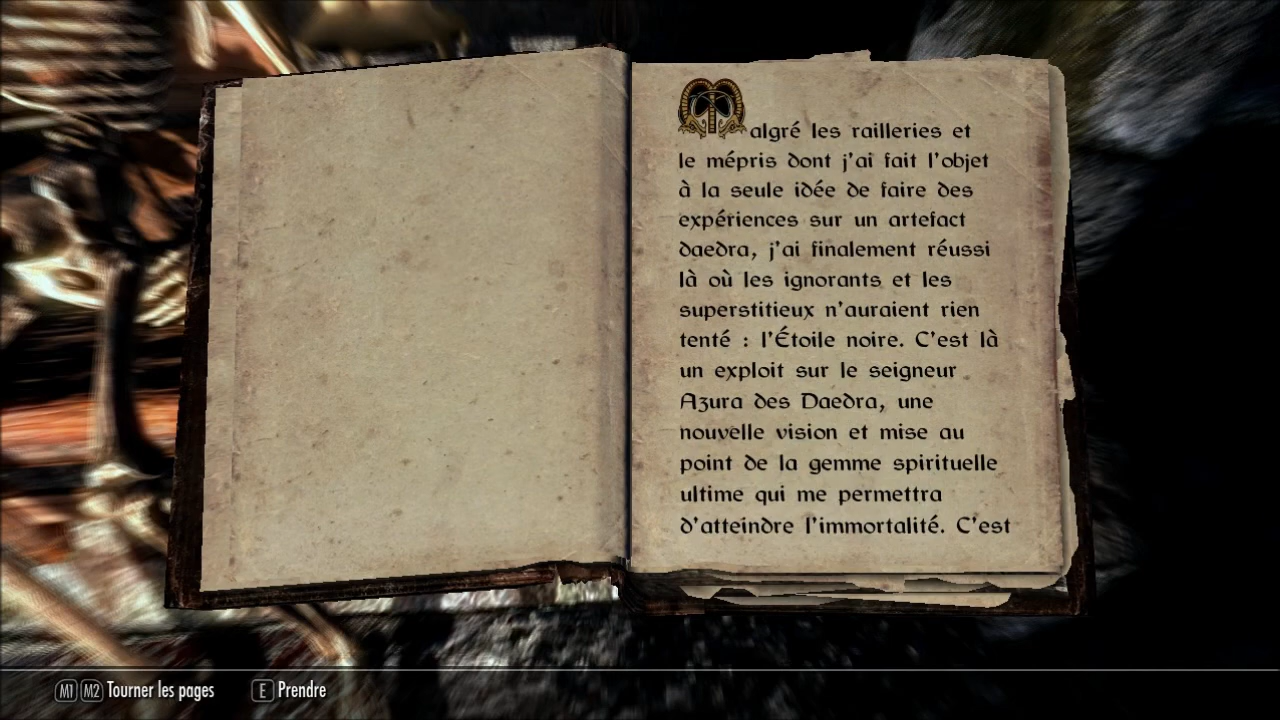 Malgré les railleries et
le mépris dont j'ai fait l'objet
à la seule idée de faire des
expériences sur un artefact
daedra, j'ai finalement réussi
là où les ignorants et les
superstitieux n'auraient rien
tenté : l'Étoile noire. C'est là
un exploit sur le seigneur
Azura des Daedra, une
nouvelle vision et mise au
point de la gemme spirituelle
ultime qui me permettra
d'atteindre l'immortalité. C'est
M1 M2 Tourner les pages E Prendre